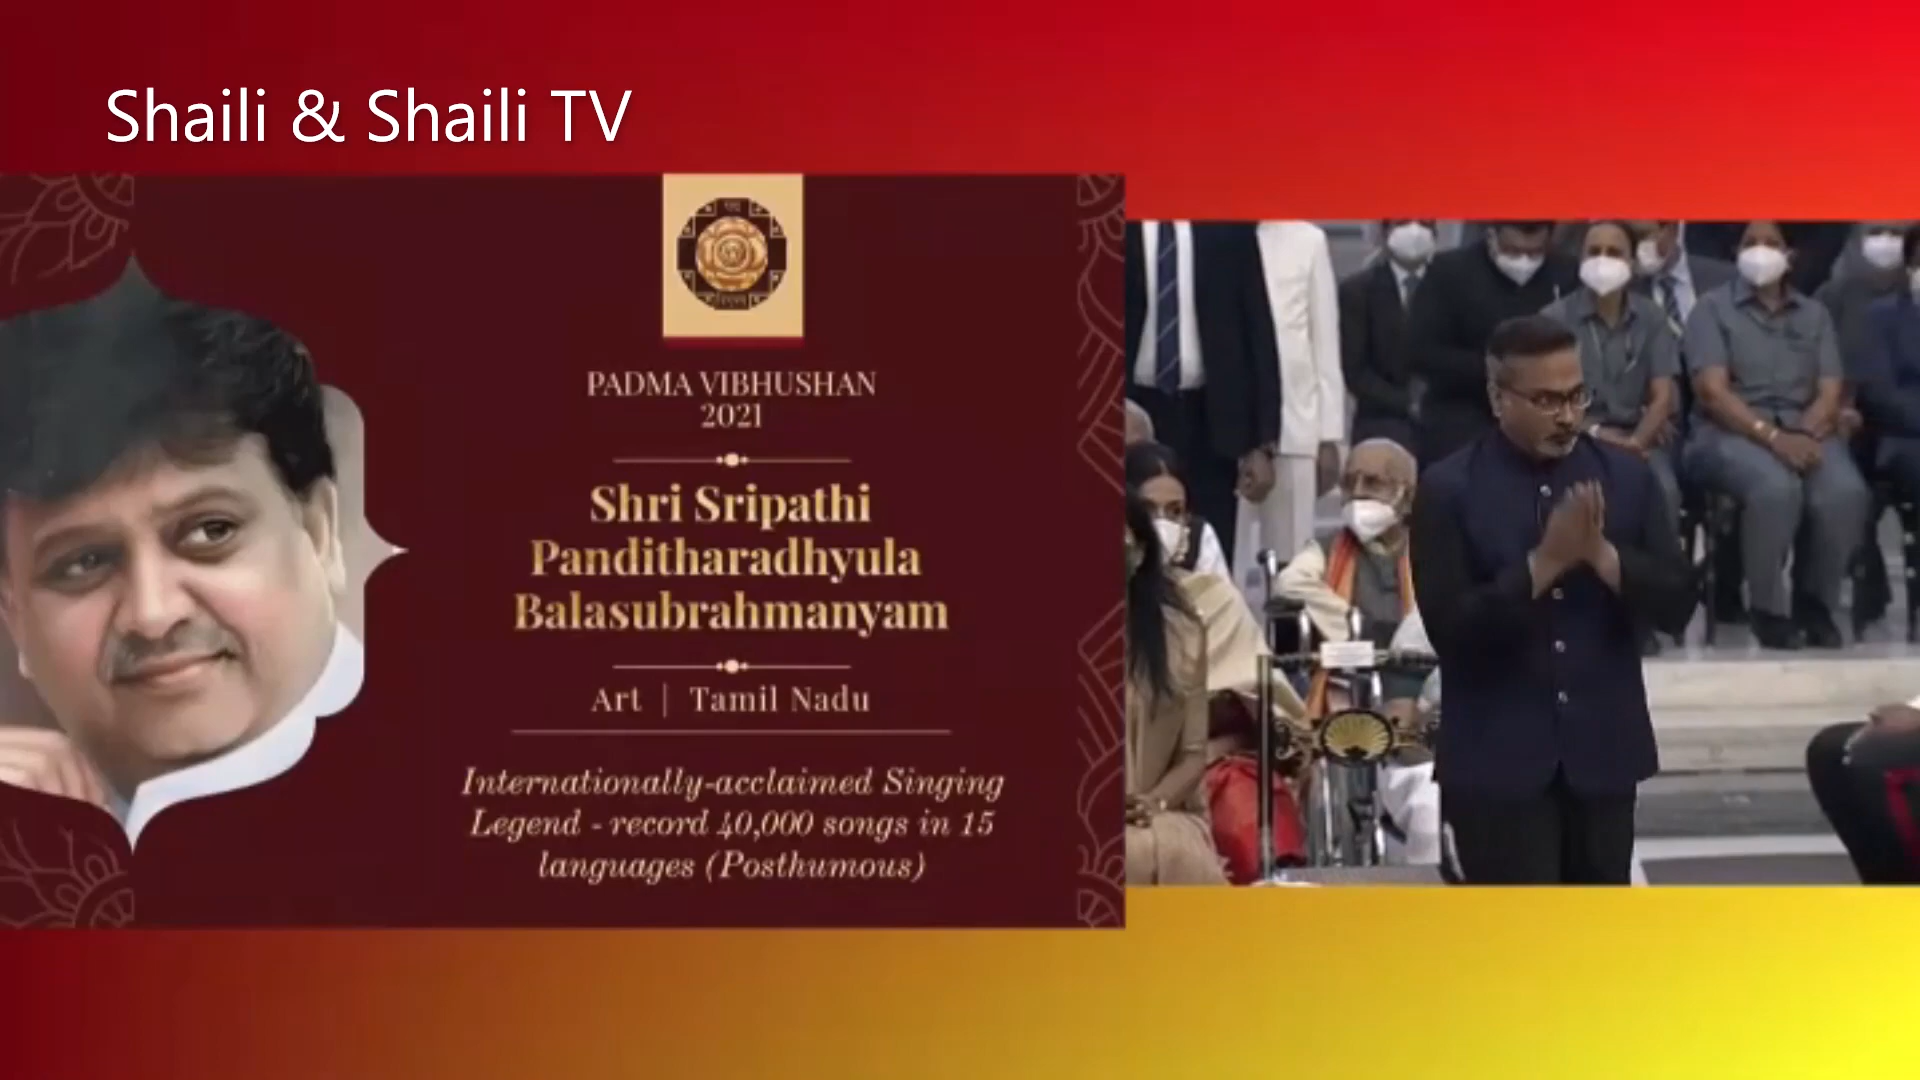 Shaili & Shaili TV
PADMA VIBHUSHAN
2021
Shri Sripathi
Panditharadhyula
Balasubrahmanyam
Art | Tamil Nadu
Internationally-acclaimed Singing
Legend - record 40,000 songs in 15
languages (Posthumous)